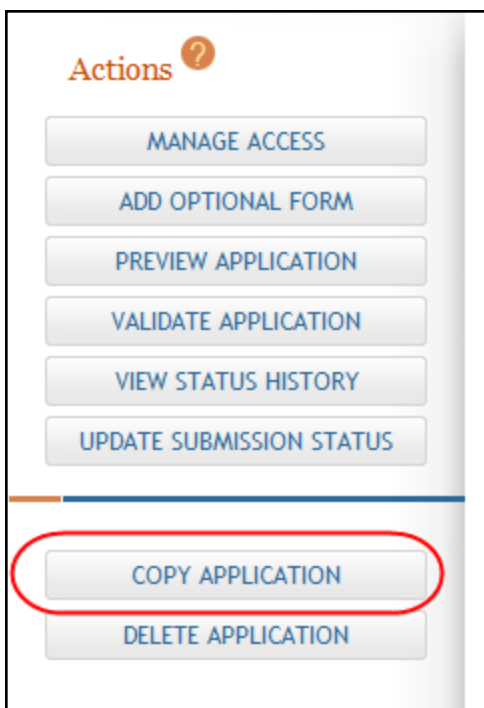 Actions ?
MANAGE ACCESS
ADD OPTIONAL FORM
PREVIEW APPLICATION
VALIDATE APPLICATION
VIEW STATUS HISTORY
UPDATE SUBMISSION STATUS
COPY APPLICATION
DELETE APPLICATION